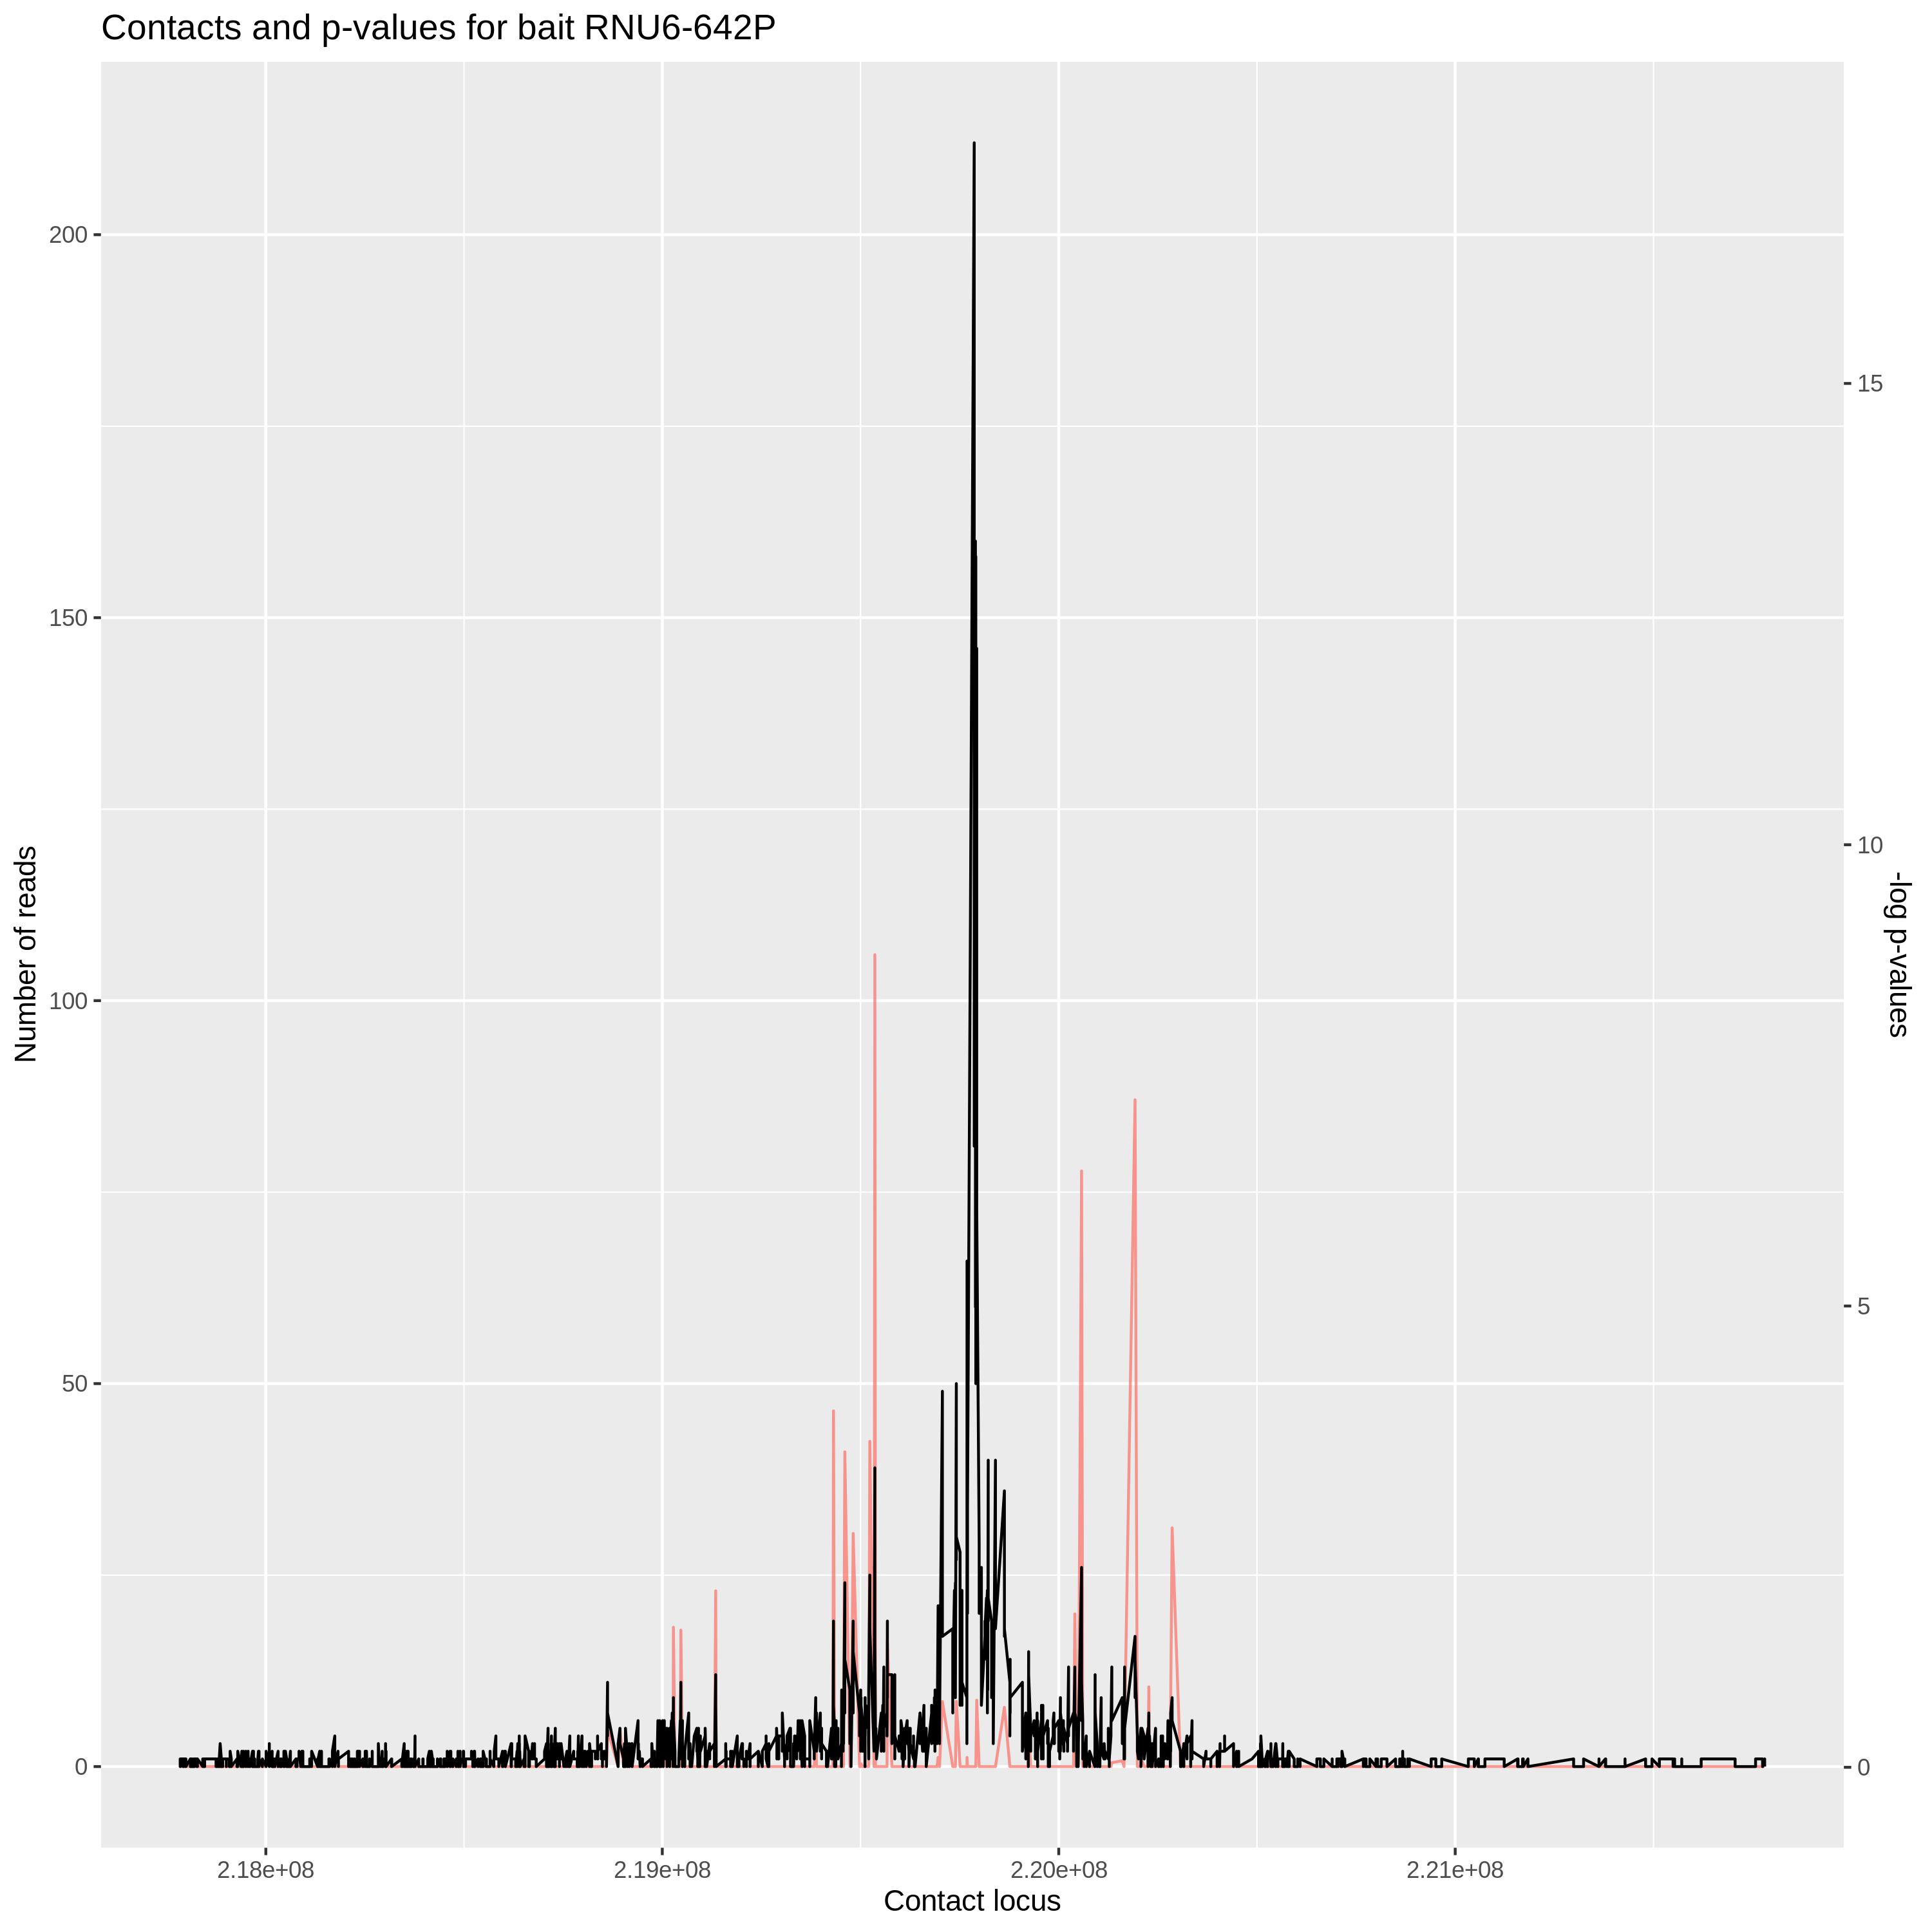 Contacts and p-values for bait RNU6-642P
200
150
100
50
0
Number of reads
15
10
5
0
-log p-values
2.18e+08
2.19e+08
2.20e+08
2.21e+08
Contact locus